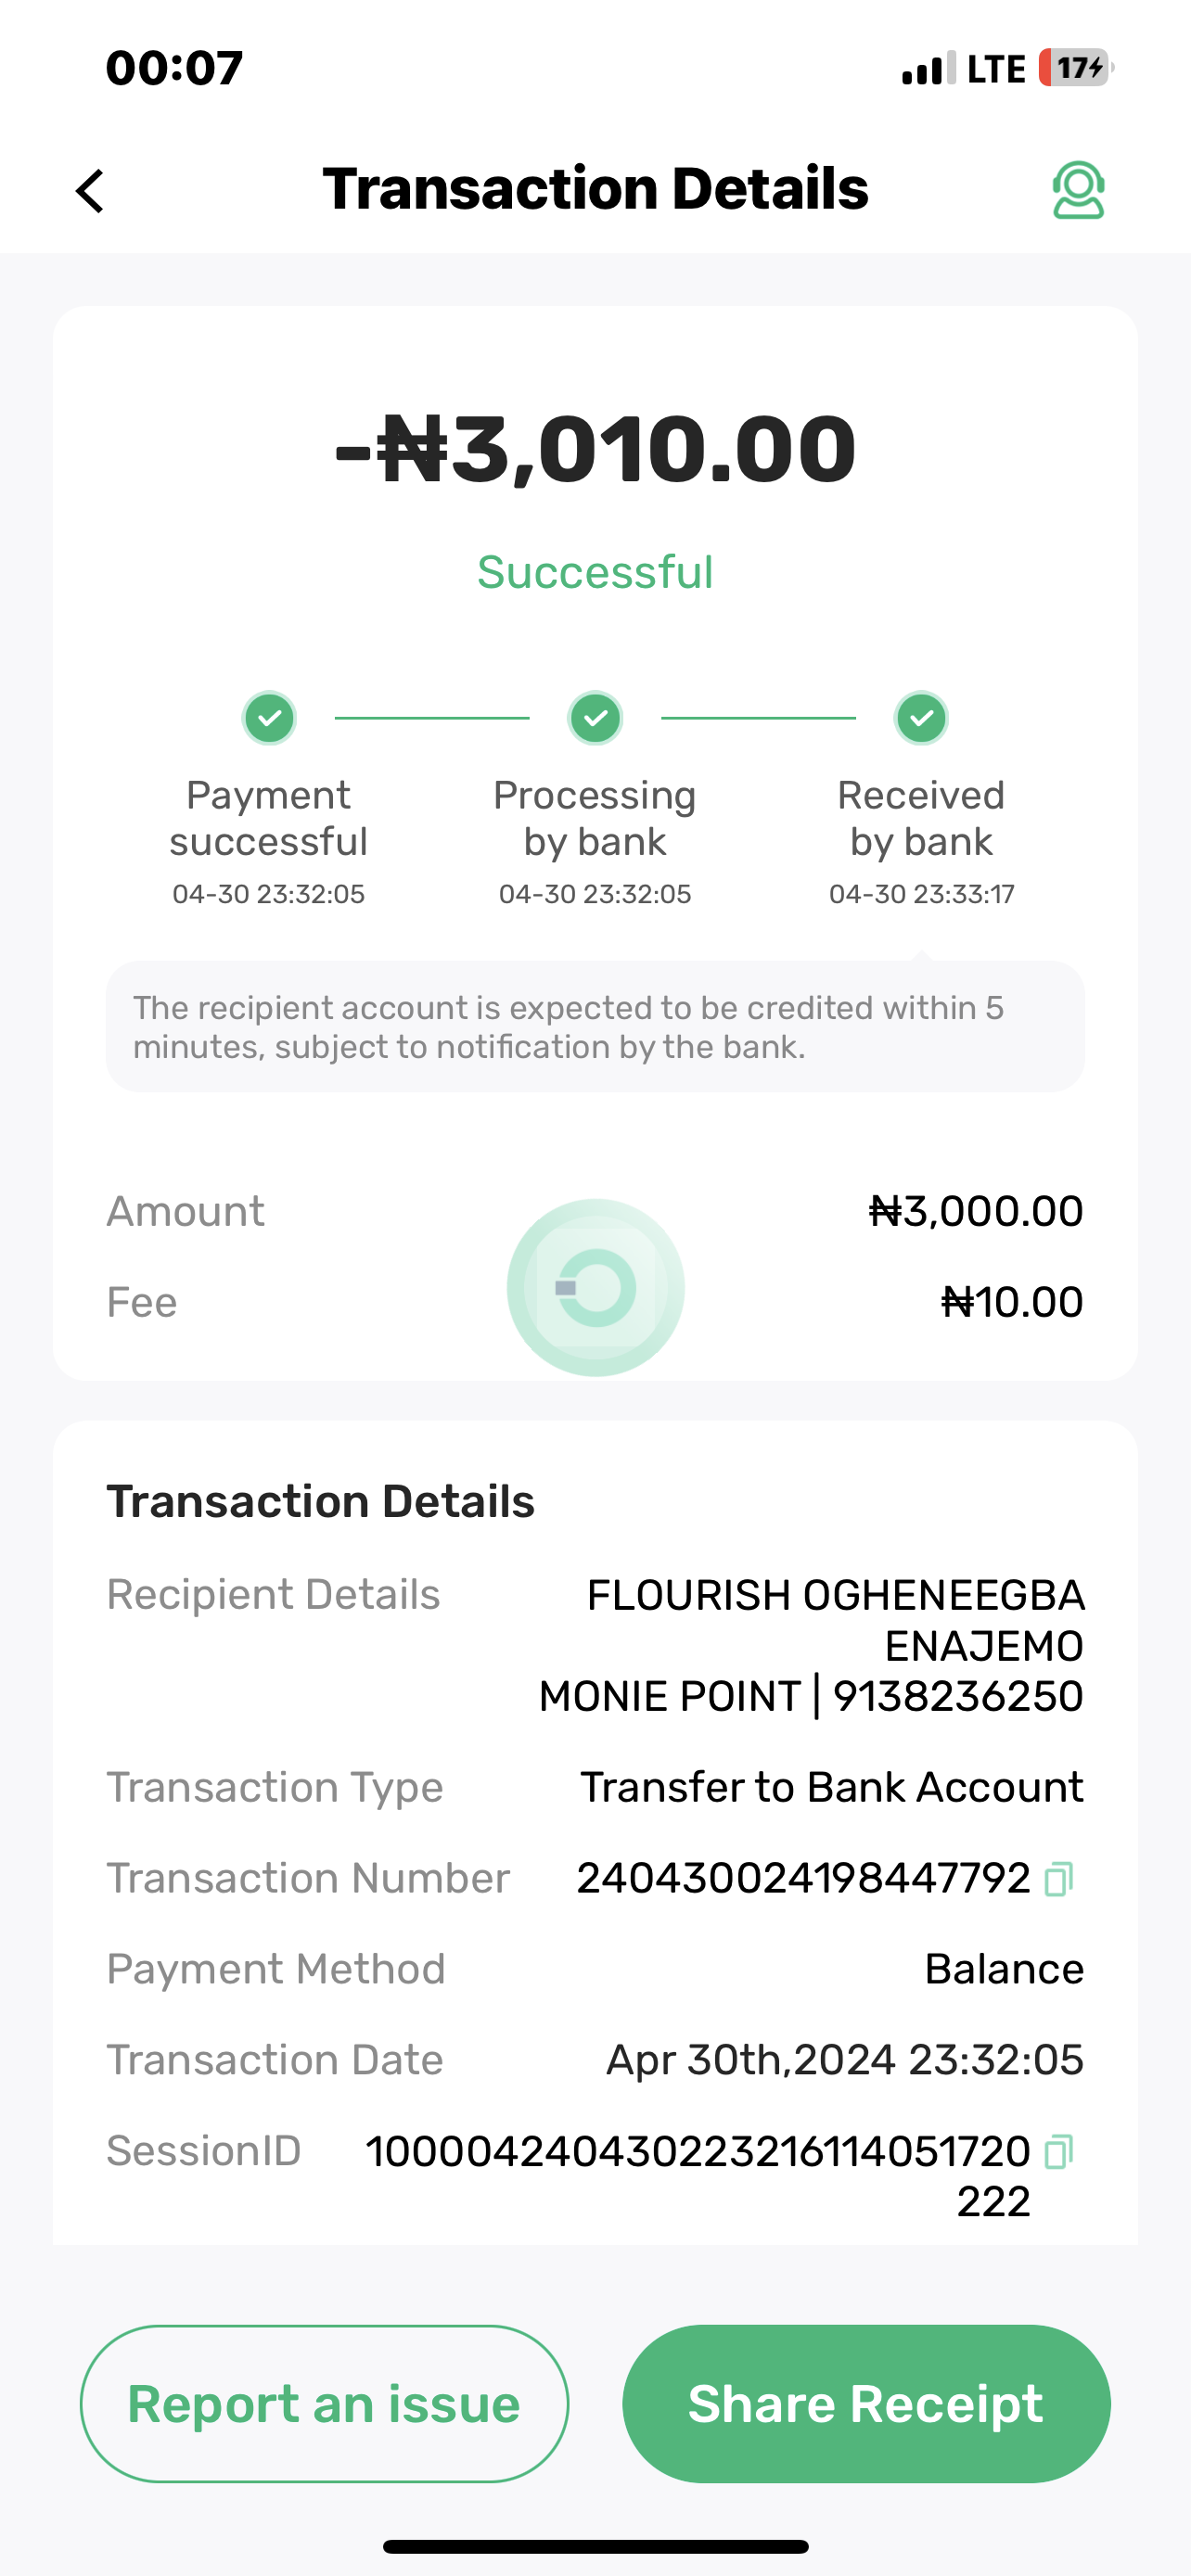 00:07
LTE 17
Transaction Details
-₦3,010.00
Successful
Payment successful
04-30 23:32:05
Processing by bank
04-30 23:32:05
Received by bank
04-30 23:33:17
The recipient account is expected to be credited within 5
minutes, subject to notification by the bank.
Amount ₦3,000.00
Fee ₦10.00
Transaction Details
Recipient Details FLOURISH OGHENEEGBA
ENAJEMO
MONIE POINT | 9138236250
Transaction Type Transfer to Bank Account
Transaction Number 240430024198447792
Payment Method Balance
Transaction Date Apr 30th,2024 23:32:05
SessionID 100004240430223216114051720
222
Report an issue Share Receipt